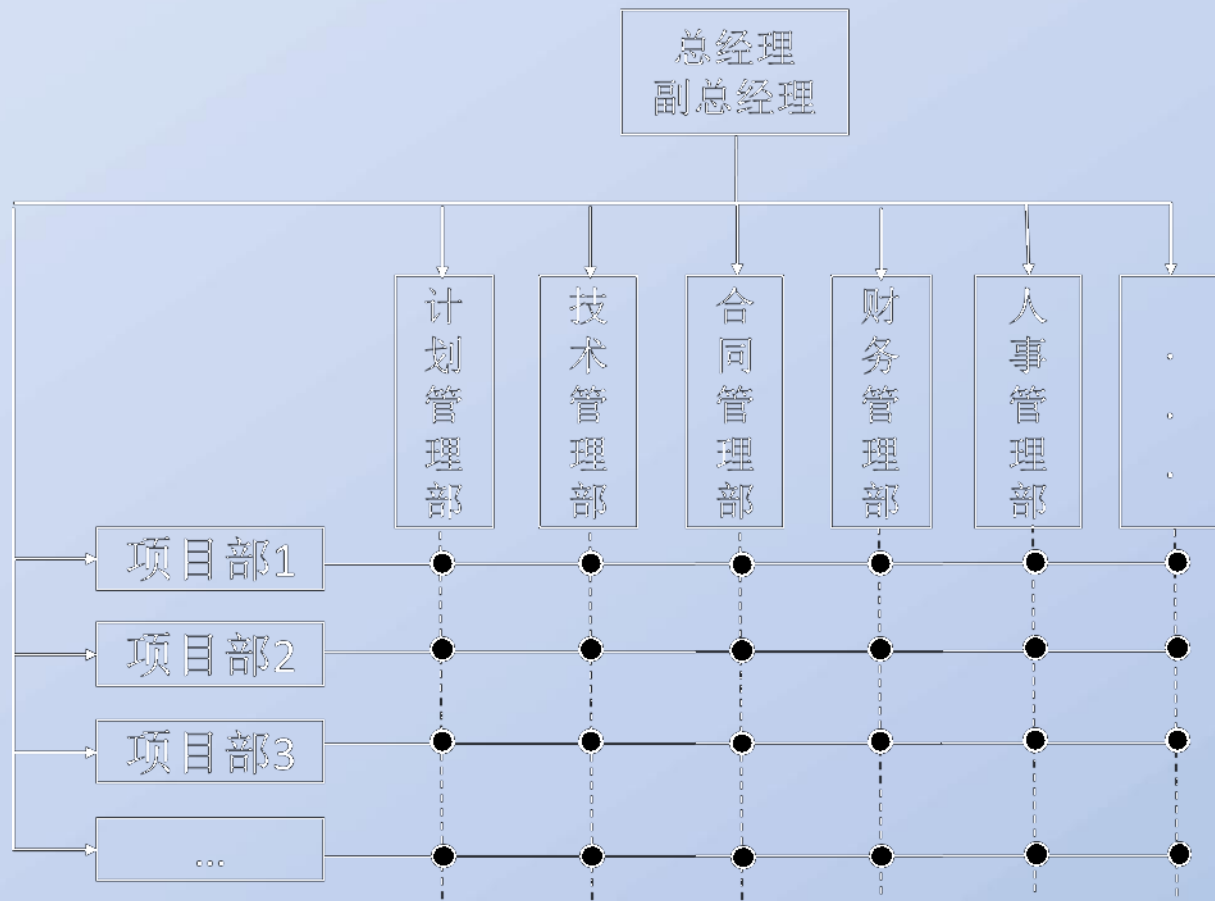 总经理
副总经理
计划管理部
技术管理部
合同管理部
财务管理部
人事管理部
...
项目部1
项目部2
项目部3
...